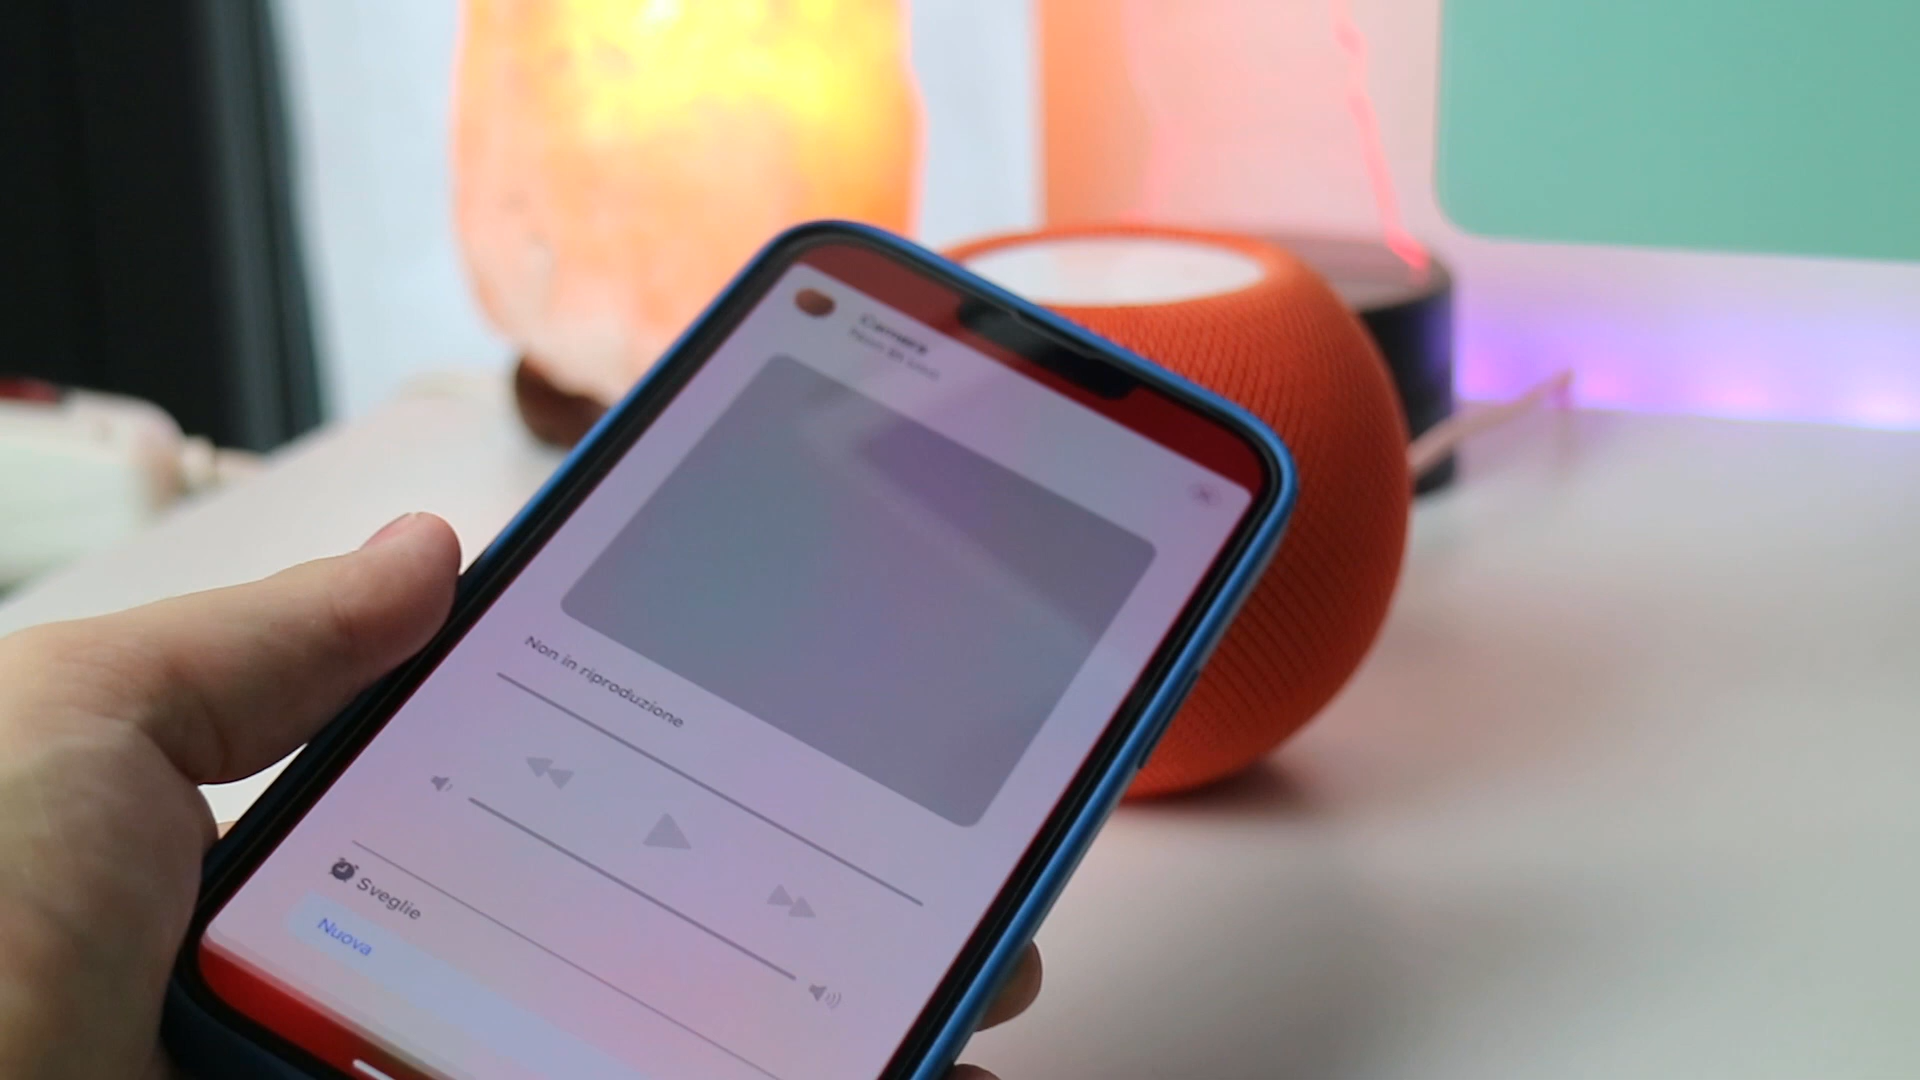 Camera
Non in riproduzione
Sveglie
Nuova